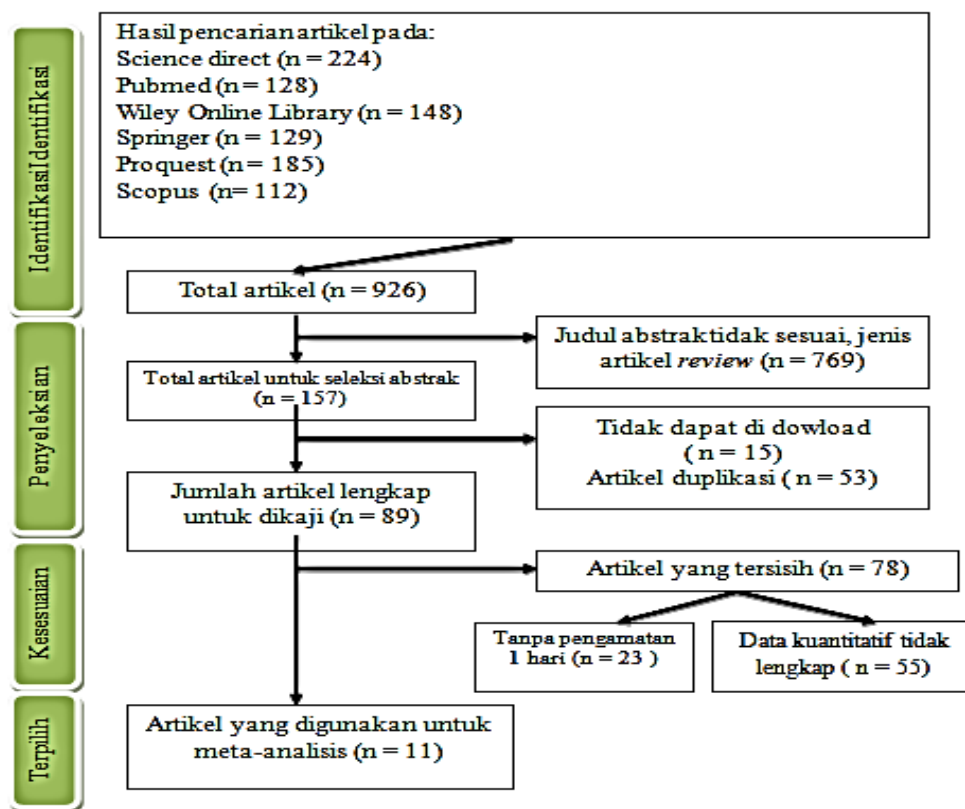 IdentifikasiIdentifikasi
Hasil pencarian artikel pada:
Science direct (n = 224)
Pubmed (n = 128)
Wiley Online Library (n = 148)
Springer (n = 129)
Proquest (n = 185)
Scopus (n= 112)
Total artikel (n = 926)
Penyeleksian
Judul abstrak tidak sesuai, jenis
artikel review (n = 769)
Total artikel untuk seleksi abstrak
(n = 157)
Tidak dapat di dowload
( n = 15)
Artikel duplikasi ( n = 53)
Jumlah artikel lengkap
untuk dikaji (n = 89)
Kesesuaian
Artikel yang tersisih (n = 78)
Tanpa pengamatan
1 hari (n = 23 )
Data kuantitatif tidak
lengkap ( n = 55)
Terpilih
Artikel yang digunakan untuk
meta-analisis (n = 11)